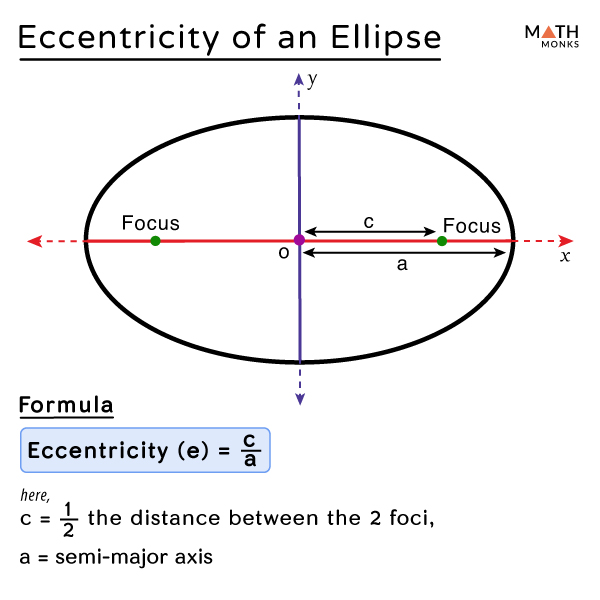 Eccentricity of an Ellipse
MATH
MONKS
y
Focus
c
Focus
o
a
x
Formula
Eccentricity (e) = c/a
here,
c = 1/2 the distance between the 2 foci,
a = semi-major axis